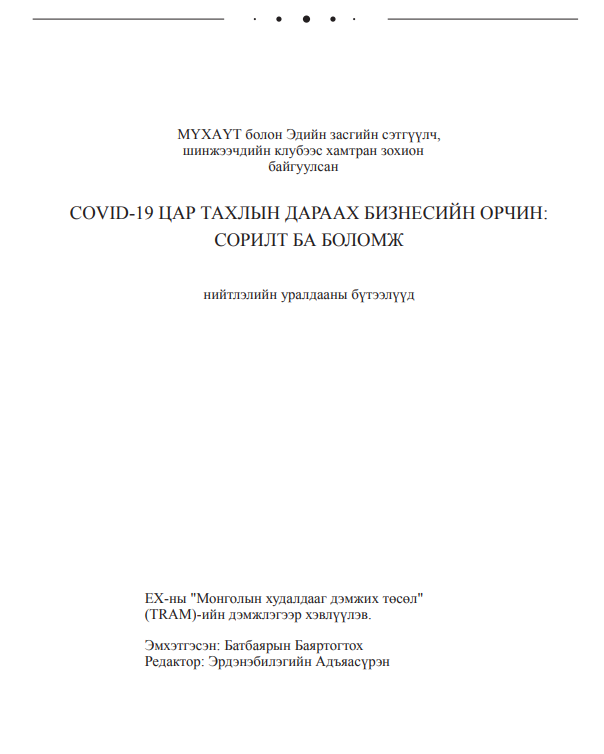 МҮХАҮТ болон Эдийн засгийн сэтгүүлч,
шинжээчдийн клубээс хамтран зохион
байгуулсан
COVID-19 ЦАР ТАХЛЫН ДАРААХ БИЗНЕСИЙН ОРЧИН:
СОРИЛТ БА БОЛОМЖ
нийтлэлийн уралдааны бүтээлүүд
ЕХ-ны "Монголын худалдааг дэмжих төсөл"
(TRAM)-ийн дэмжлэгээр хэвлүүлэв.
Эмхэтгэсэн: Батбаярын Баяртогтох
Редактор: Эрдэнэбилэгийн Адъяасүрэн